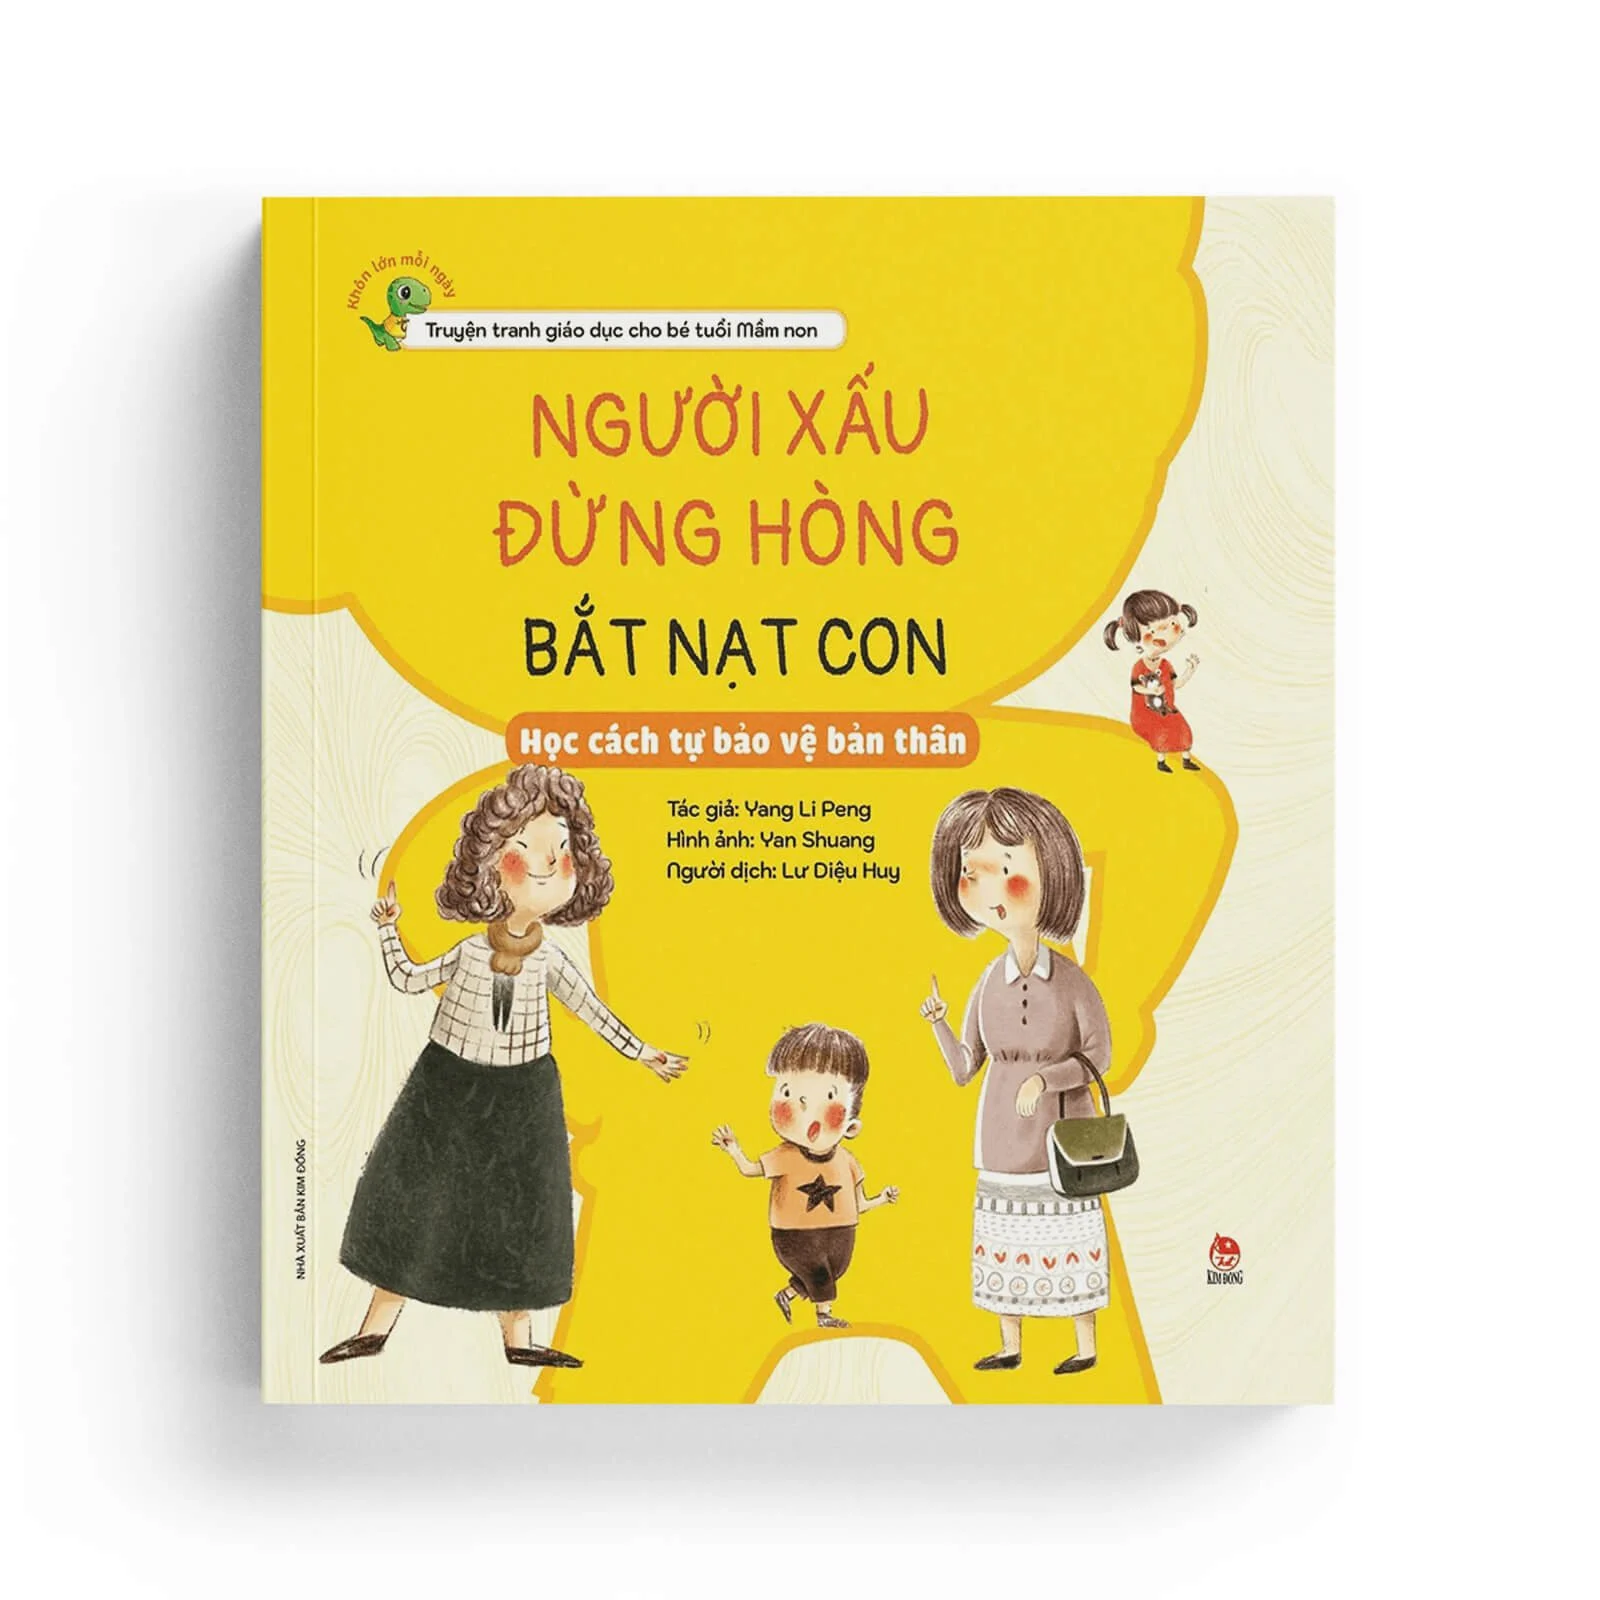 Khôn lớn mỗi ngày
Truyện tranh giáo dục cho bé tuổi Mầm non
NGƯỜI XẤU
ĐỪNG HÒNG
BẮT NẠT CON
Học cách tự bảo vệ bản thân
Tác giả: Yang Li Peng
Hình ảnh: Yan Shuang
Người dịch: Lư Diệu Huy
NHÀ XUẤT BẢN KIM ĐỒNG
KIM ĐỒNG